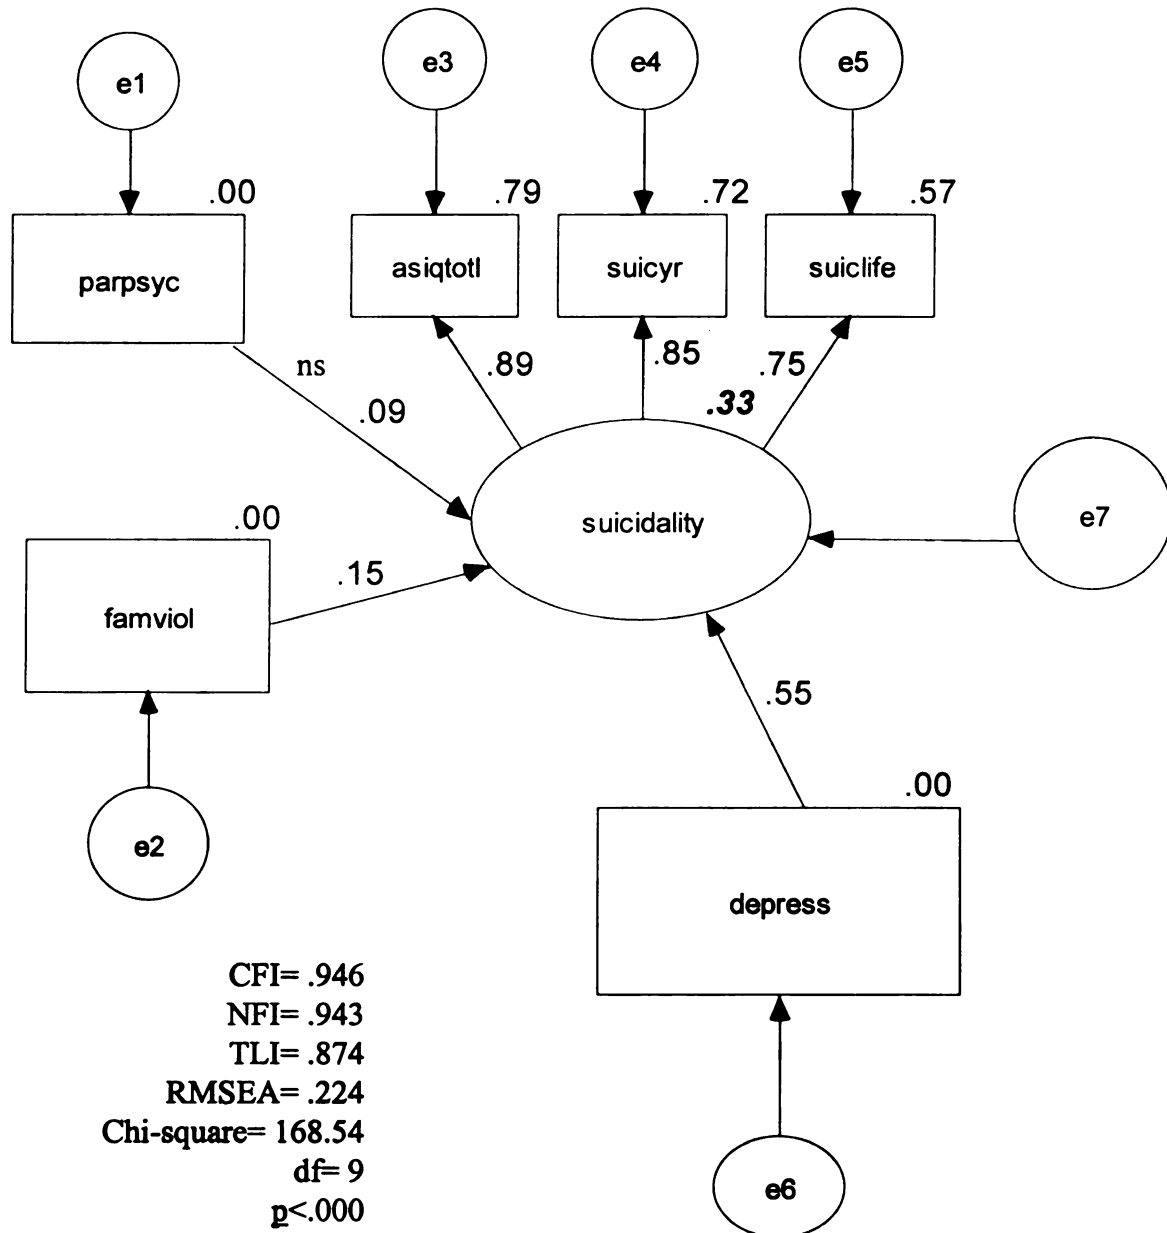 e1
e3
e4
e5
.00
.79
.72
.57
parpsyc
asiqtotl
suicyr
suiclife
ns
.89
.85
.75
.09
.33
.00
suicidality
e7
.15
famviol
.55
.00
e2
depress
CFI= .946
NFI= .943
TLI= .874
RMSEA= .224
Chi-square= 168.54
df= 9
p<.000
e6